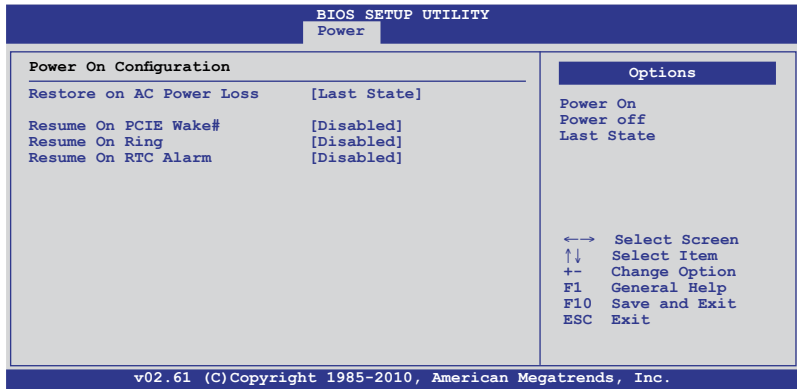 BIOS SETUP UTILITY
Power
Power On Configuration
Restore on AC Power Loss [Last State]
Resume On PCIE Wake# [Disabled]
Resume On Ring [Disabled]
Resume On RTC Alarm [Disabled]
Options
Power On
Power off
Last State
←→ Select Screen
↑↓ Select Item
+- Change Option
F1 General Help
F10 Save and Exit
ESC Exit
v02.61 (C)Copyright 1985-2010, American Megatrends, Inc.